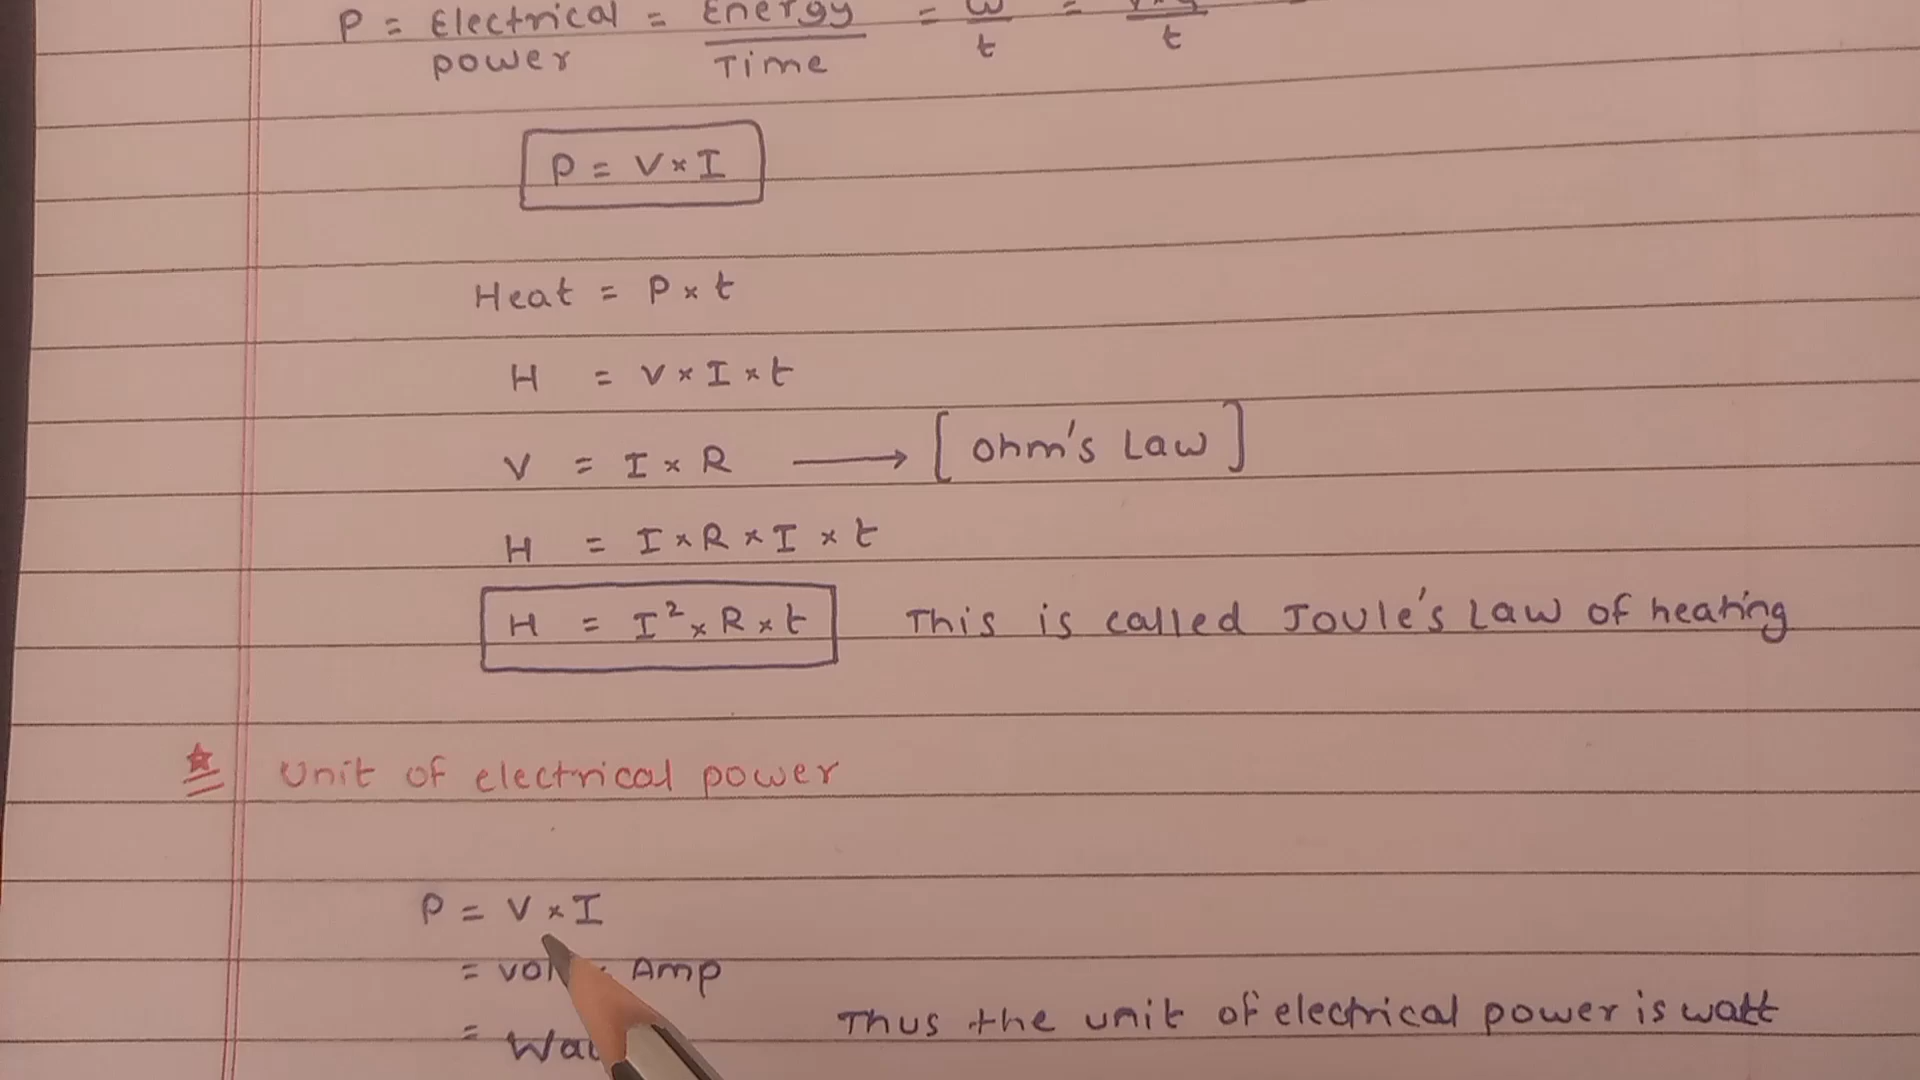 P = Electrical = Energy = W =
power Time t t
P = V × I
Heat = P × t
H = V × I × t
V = I × R ⟶ [ ohm's Law ]
H = I × R × I × t
H = I² × R × t This is called Joule's Law of heating
Unit of electrical power
P = V × I
= Amp
= Thus the unit of electrical power is watt